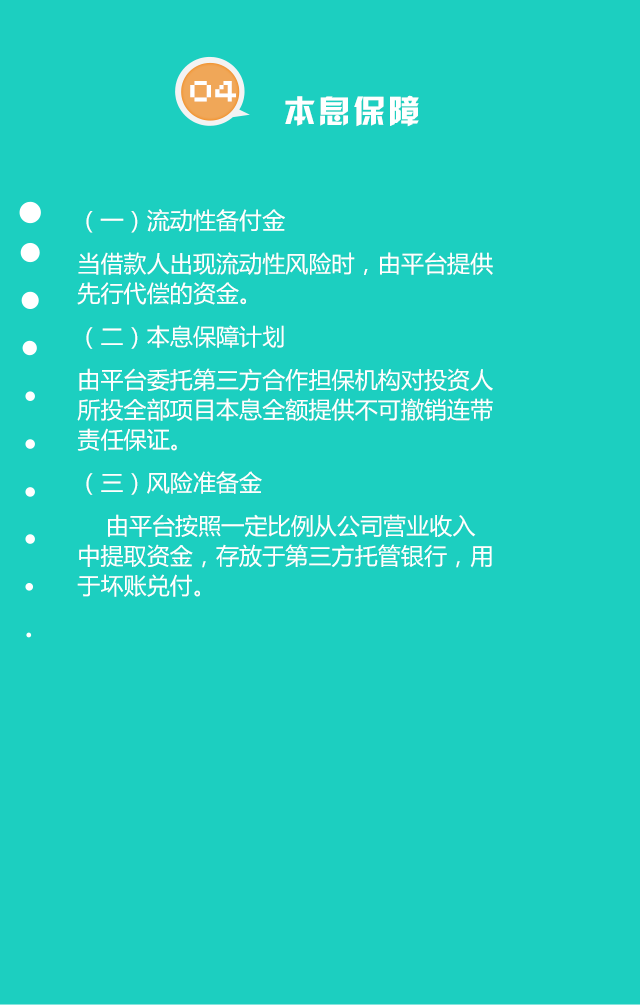 04
本息保障
（一）流动性备付金
当借款人出现流动性风险时，由平台提供
先行代偿的资金。
（二）本息保障计划
由平台委托第三方合作担保机构对投资人
所投全部项目本息全额提供不可撤销连带
责任保证。
（三）风险准备金
由平台按照一定比例从公司营业收入
中提取资金，存放于第三方托管银行，用
于坏账兑付。